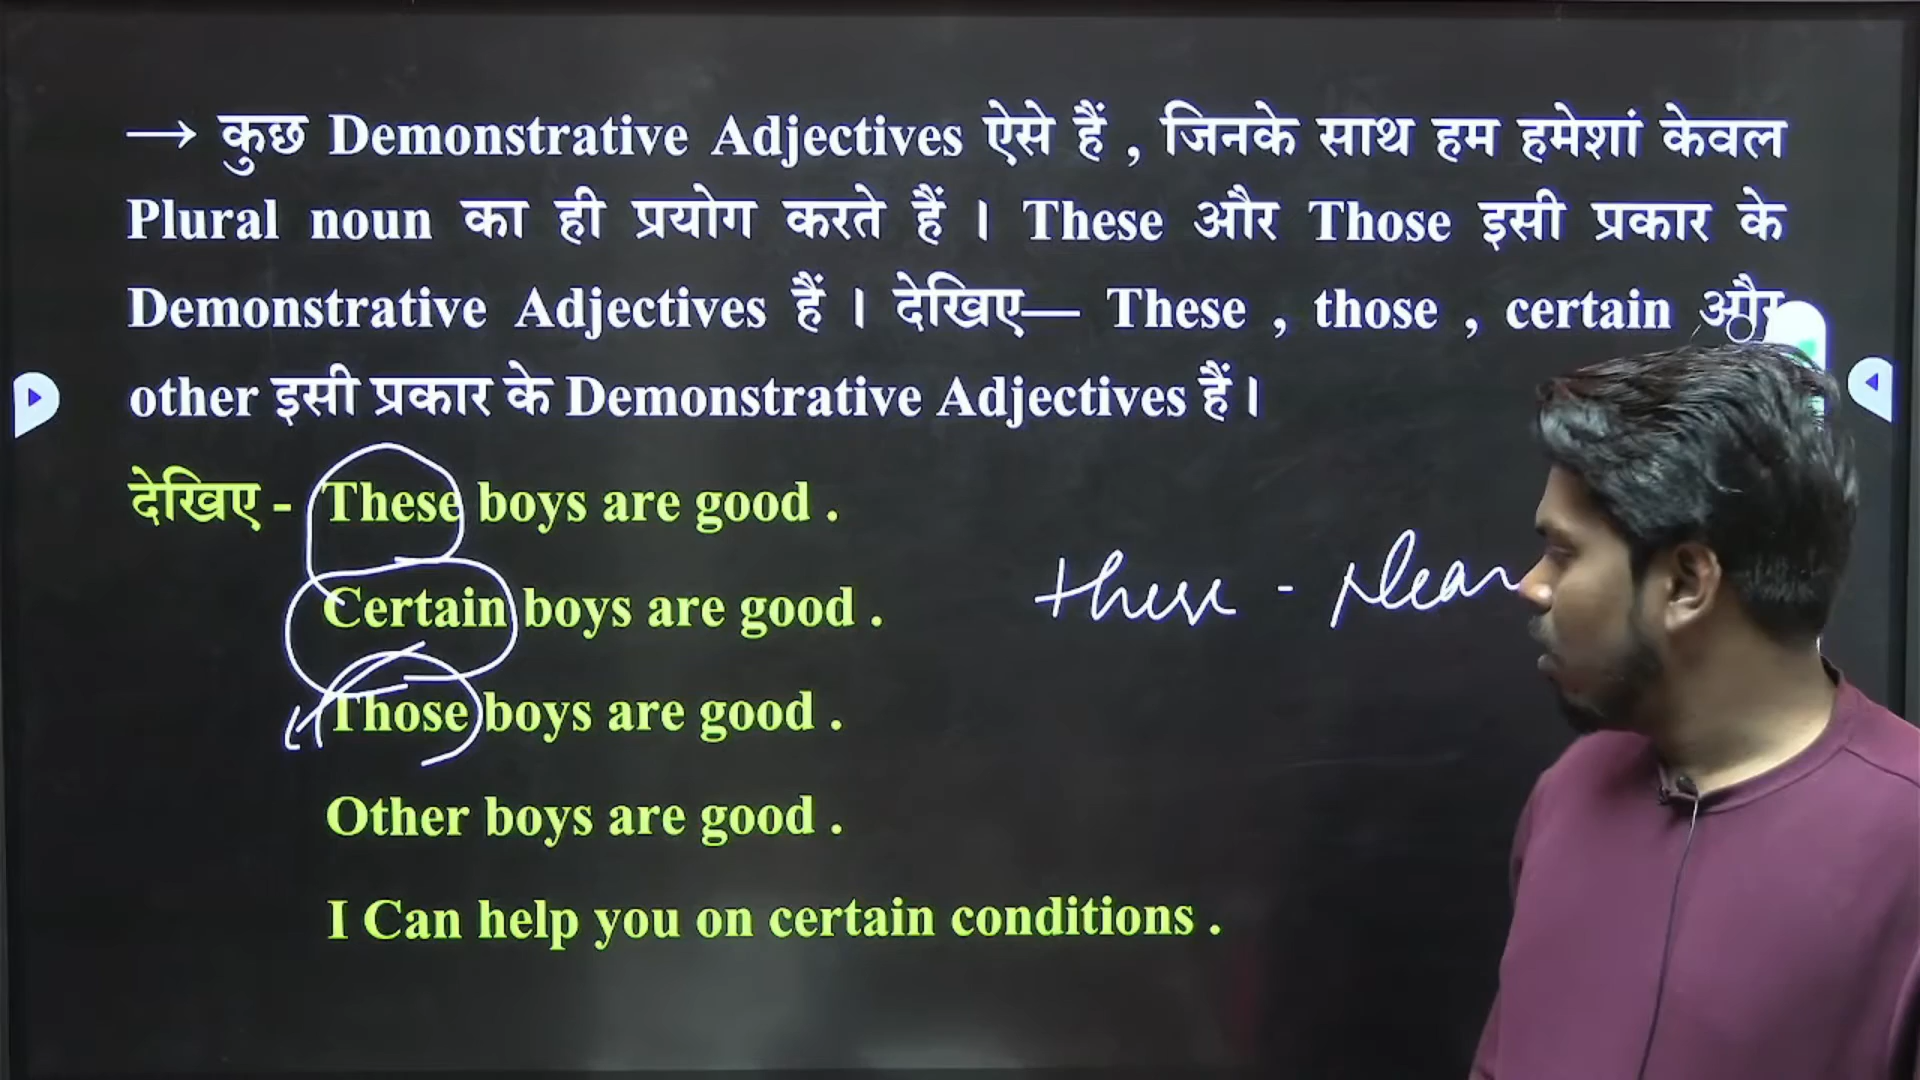 → कुछ Demonstrative Adjectives ऐसे हैं , जिनके साथ हम हमेशां केवल
Plural noun का ही प्रयोग करते हैं । These और Those इसी प्रकार के
Demonstrative Adjectives हैं । देखिए— These , those , certain और
other इसी प्रकार के Demonstrative Adjectives हैं।
देखिए - These boys are good .
Certain boys are good .
these - Near
Those boys are good .
Other boys are good .
I Can help you on certain conditions .